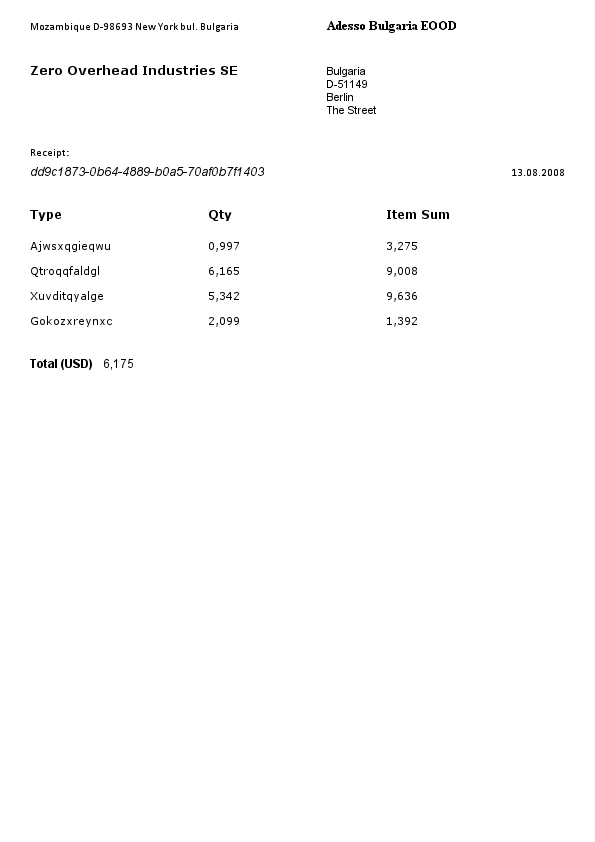 Mozambique D-98693 New York bul. Bulgaria
Adesso Bulgaria EOOD
Zero Overhead Industries SE
Bulgaria
D-51149
Berlin
The Street
Receipt:
dd9c1873-0b64-4889-b0a5-70af0b7f1403
13.08.2008
Type Qty Item Sum
Ajwsxqgieqwu 0,997 3,275
Qtroqqfaldgl 6,165 9,008
Xuvditqyalge 5,342 9,636
Gokozxreynxc 2,099 1,392
Total (USD) 6,175